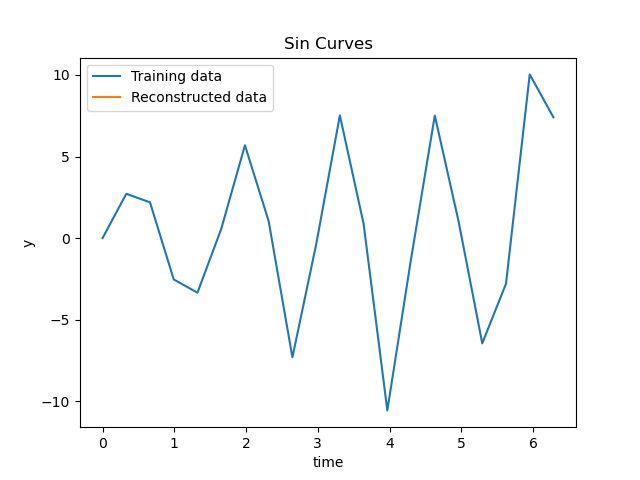 Sin Curves
Training data
Reconstructed data
10
5
0
−5
−10
y
0 1 2 3 4 5 6
time